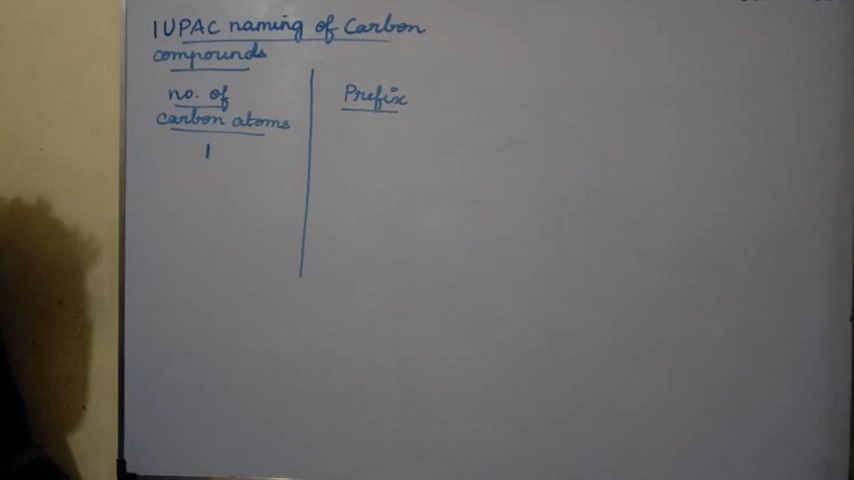 IUPAC naming of Carbon
compounds
no. of
carbon atoms
Prefix
1